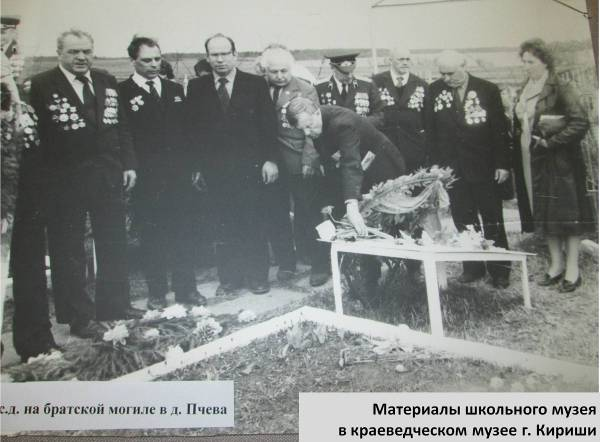 с.д. на братской могиле в д. Пчева
Материалы школьного музея
в краеведческом музее г. Кириши